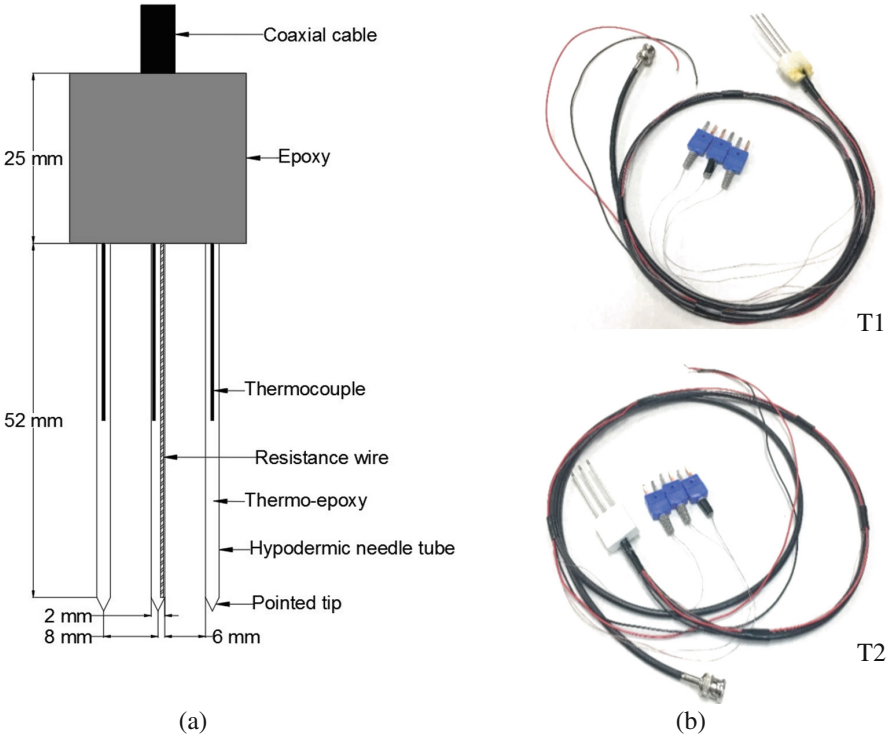 Coaxial cable
25 mm
Epoxy
52 mm
Thermocouple
Resistance wire
Thermo-epoxy
Hypodermic needle tube
Pointed tip
2 mm
8 mm
6 mm
(a)
T1
T2
(b)